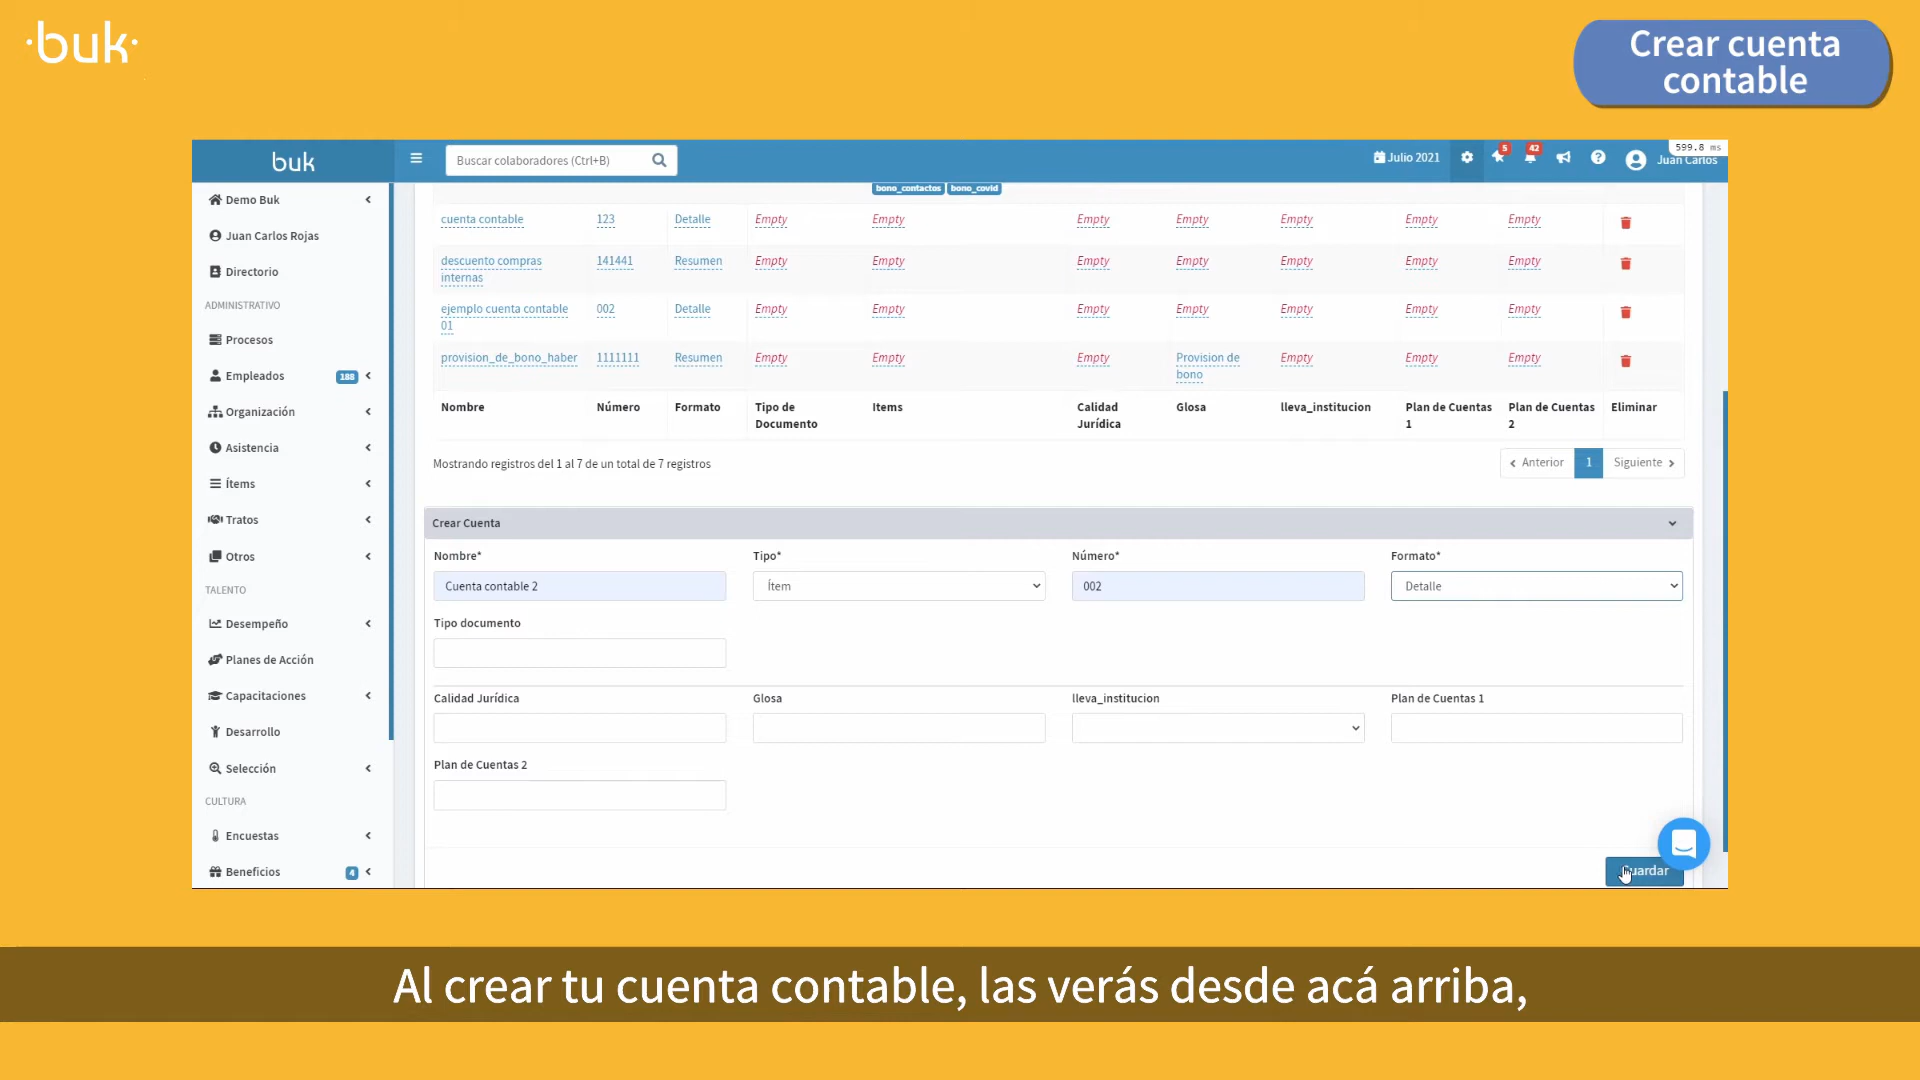 buk
Crear cuenta
contable
buk
Buscar colaboradores (Ctrl+B)
Julio 2021
5
42
599.8 ms
Juan Carlos
Demo Buk
Juan Carlos Rojas
Directorio
ADMINISTRATIVO
Procesos
Empleados 188
Organización
Asistencia
Ítems
Tratos
Otros
TALENTO
Desempeño
Planes de Acción
Capacitaciones
Desarrollo
Selección
CULTURA
Encuestas
Beneficios 4
bono_contactos bono_covid
cuenta contable 123 Detalle Empty Empty Empty Empty Empty Empty Empty
descuento compras internas 141441 Resumen Empty Empty Empty Empty Empty Empty Empty
ejemplo cuenta contable 01 002 Detalle Empty Empty Empty Empty Empty Empty Empty
provision_de_bono_haber 1111111 Resumen Empty Empty Empty Provision de bono Empty Empty Empty
Nombre Número Formato Tipo de Documento Items Calidad Jurídica Glosa lleva_institucion Plan de Cuentas 1 Plan de Cuentas 2 Eliminar
Mostrando registros del 1 al 7 de un total de 7 registros
Anterior 1 Siguiente
Crear Cuenta
Nombre* Tipo* Número* Formato*
Cuenta contable 2 Ítem 002 Detalle
Tipo documento
Calidad Jurídica Glosa lleva_institucion Plan de Cuentas 1
Plan de Cuentas 2
Guardar
Al crear tu cuenta contable, las verás desde acá arriba,